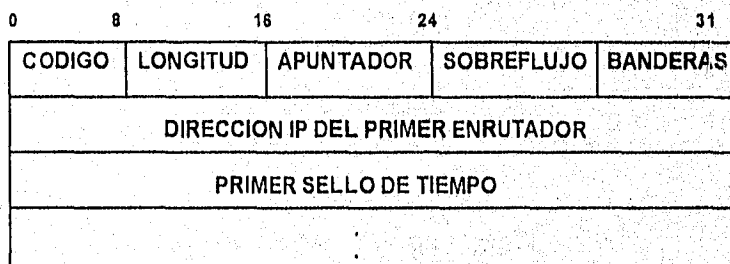 0 8 16 24 31
CODIGO LONGITUD APUNTADOR SOBREFLUJO BANDERAS
DIRECCION IP DEL PRIMER ENRUTADOR
PRIMER SELLO DE TIEMPO